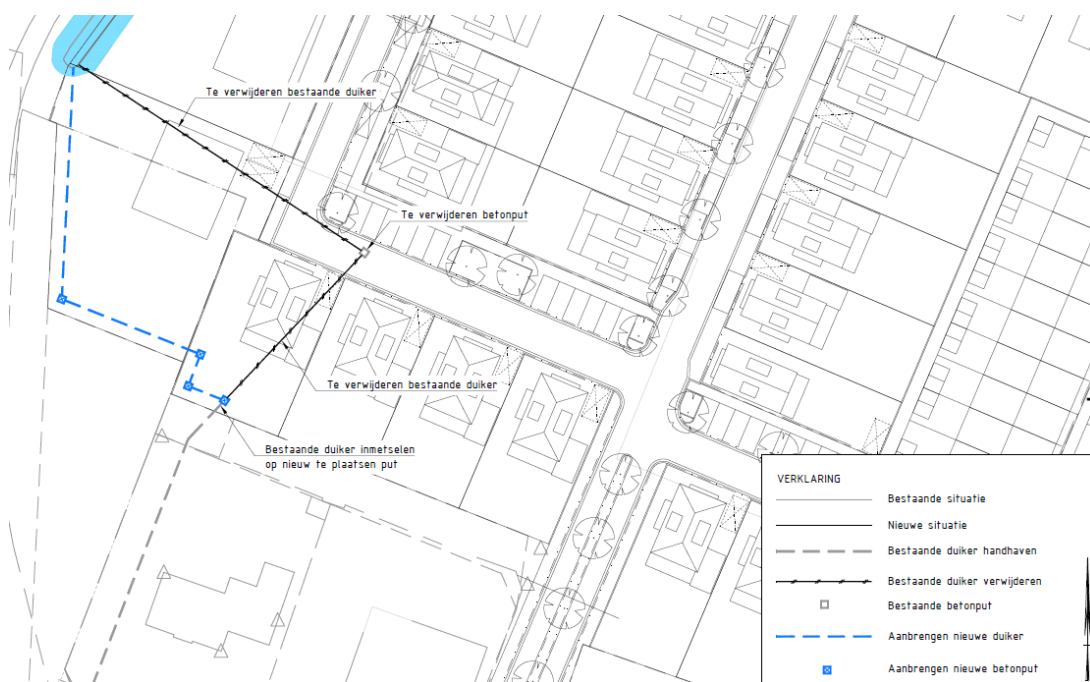 Te verwijderen bestaande duiker
Te verwijderen betonput
Te verwijderen bestaande duiker
Bestaande duiker inmetselen
op nieuw te plaatsen put
VERKLARING
Bestaande situatie
Nieuwe situatie
Bestaande duiker handhaven
Bestaande duiker verwijderen
Bestaande betonput
Aanbrengen nieuwe duiker
Aanbrengen nieuwe betonput